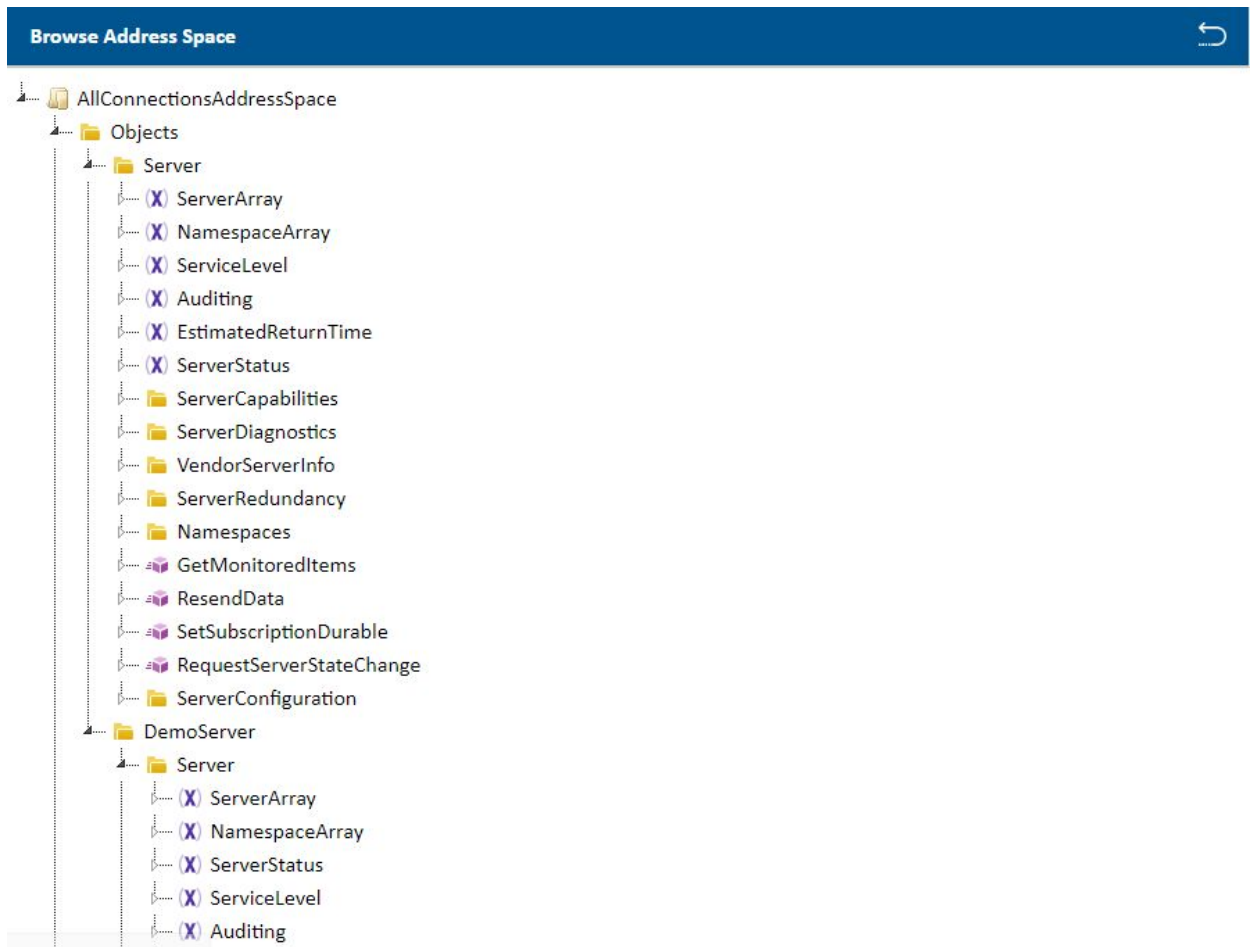 Browse Address Space
AllConnectionsAddressSpace
Objects
Server
(X) ServerArray
(X) NamespaceArray
(X) ServiceLevel
(X) Auditing
(X) EstimatedReturnTime
(X) ServerStatus
ServerCapabilities
ServerDiagnostics
VendorServerInfo
ServerRedundancy
Namespaces
GetMonitoredItems
ResendData
SetSubscriptionDurable
RequestServerStateChange
ServerConfiguration
DemoServer
Server
(X) ServerArray
(X) NamespaceArray
(X) ServerStatus
(X) ServiceLevel
(X) Auditing